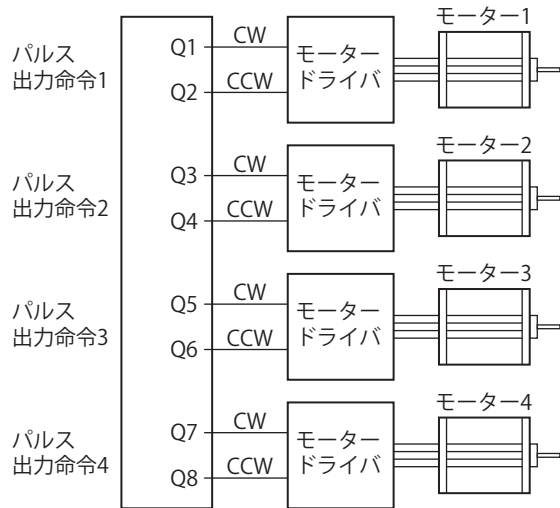 モーター1
パルス
出力命令1
Q1
CW
Q2
CCW
モーター
ドライバ
モーター2
パルス
出力命令2
Q3
CW
Q4
CCW
モーター
ドライバ
モーター3
パルス
出力命令3
Q5
CW
Q6
CCW
モーター
ドライバ
モーター4
パルス
出力命令4
Q7
CW
Q8
CCW
モーター
ドライバ